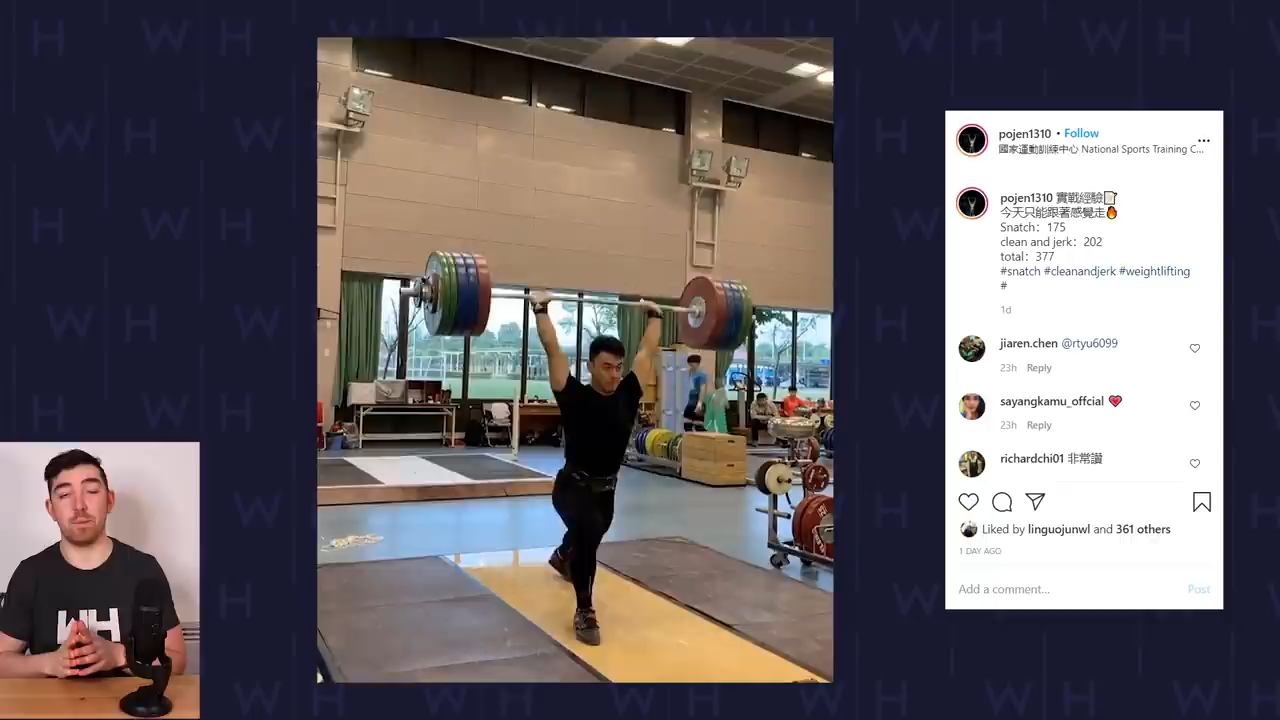 WH
pojen1310 • Follow
國家運動訓練中心 National Sports Training C...
pojen1310 實戰經驗📝
今天只能跟著感覺走🔥
Snatch：175
clean and jerk：202
total：377
#snatch #cleanandjerk #weightlifting
#
1d
jiaren.chen @rtyu6099
23h Reply
sayangkamu_offcial 💗
23h Reply
richardchi01 非常讚
Liked by linguojunwl and 361 others
1 DAY AGO
Add a comment...
Post